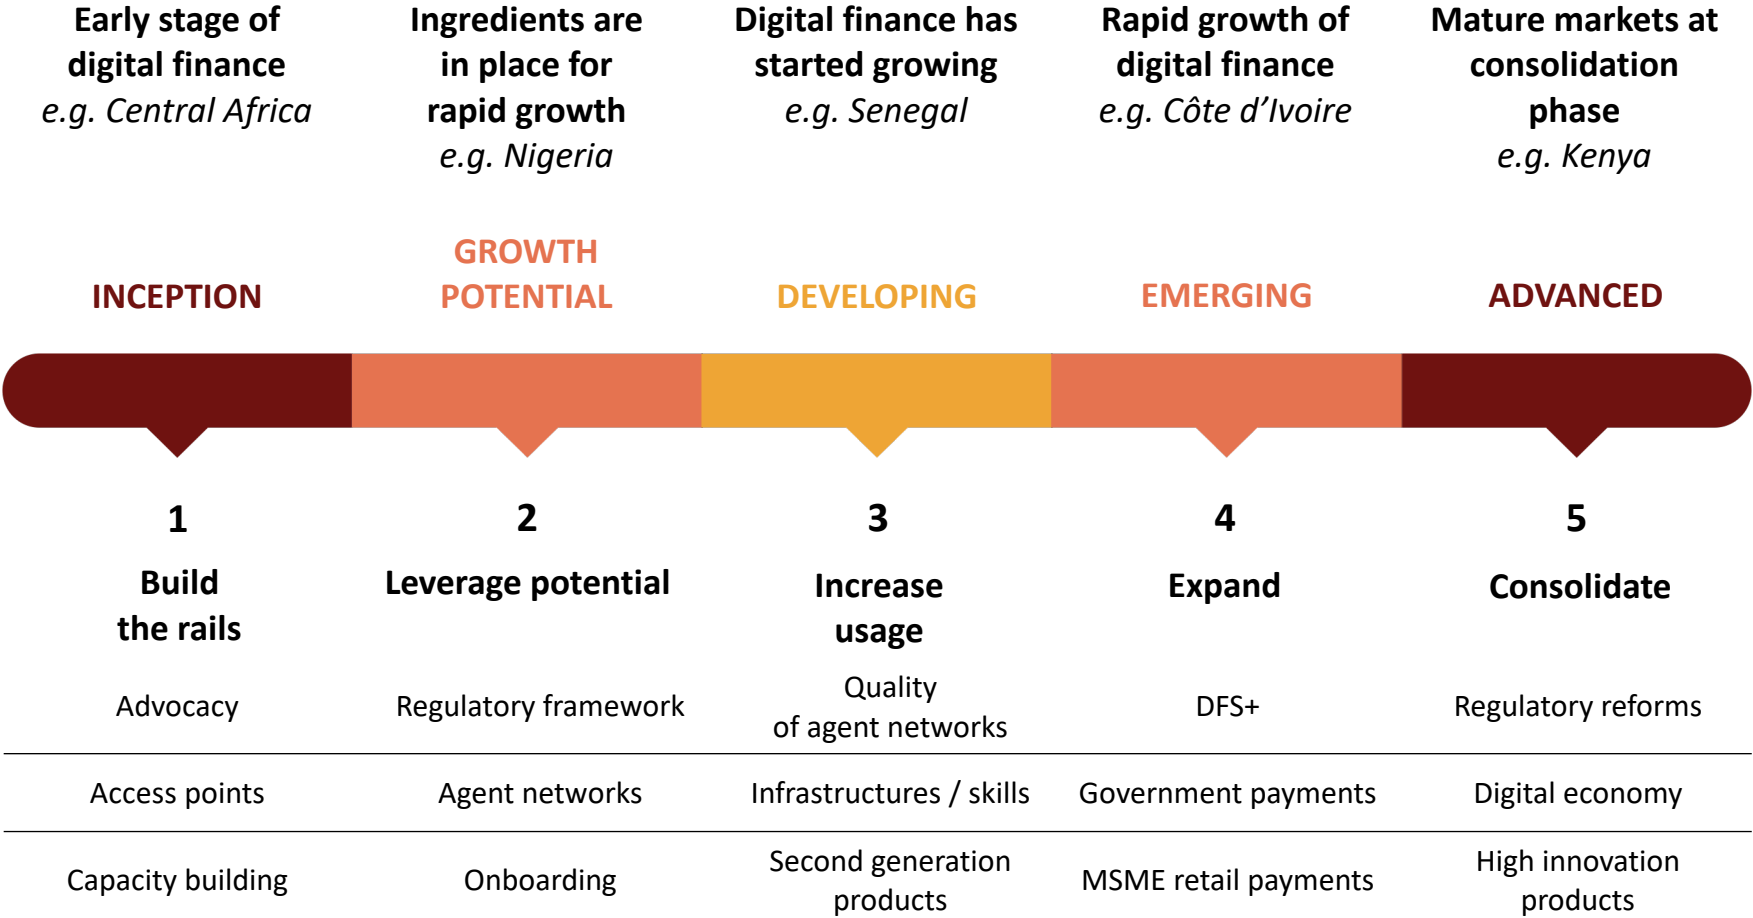 Early stage of
digital finance
e.g. Central Africa
Ingredients are
in place for
rapid growth
e.g. Nigeria
Digital finance has
started growing
e.g. Senegal
Rapid growth of
digital finance
e.g. Côte d’Ivoire
Mature markets at
consolidation
phase
e.g. Kenya
INCEPTION
GROWTH
POTENTIAL
DEVELOPING
EMERGING
ADVANCED
1
Build
the rails
2
Leverage potential
3
Increase
usage
4
Expand
5
Consolidate
Advocacy
Regulatory framework
Quality
of agent networks
DFS+
Regulatory reforms
Access points
Agent networks
Infrastructures / skills
Government payments
Digital economy
Capacity building
Onboarding
Second generation
products
MSME retail payments
High innovation
products